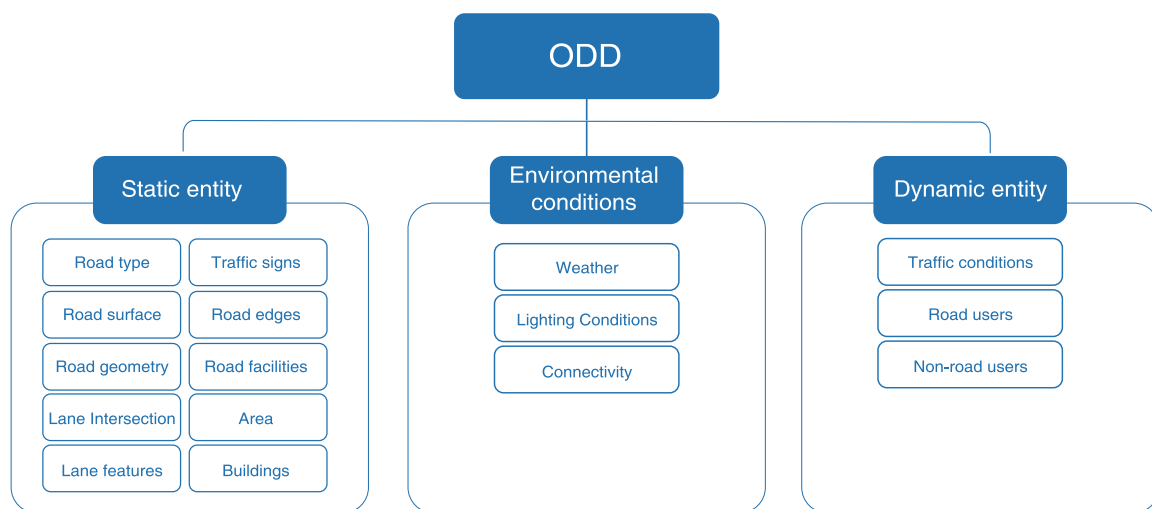 ODD
Static entity
Road type
Traffic signs
Road surface
Road edges
Road geometry
Road facilities
Lane Intersection
Area
Lane features
Buildings
Environmental
conditions
Weather
Lighting Conditions
Connectivity
Dynamic entity
Traffic conditions
Road users
Non-road users